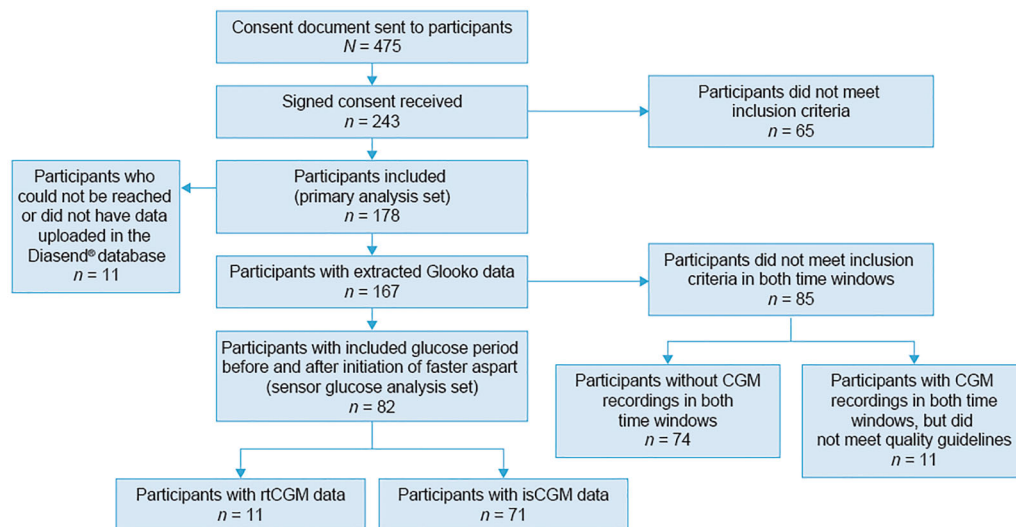 Consent document sent to participants
N = 475
Signed consent received
n = 243
Participants did not meet
inclusion criteria
n = 65
Participants who
could not be reached
or did not have data
uploaded in the
Diasend® database
n = 11
Participants included
(primary analysis set)
n = 178
Participants with extracted Glooko data
n = 167
Participants did not meet inclusion
criteria in both time windows
n = 85
Participants with included glucose period
before and after initiation of faster aspart
(sensor glucose analysis set)
n = 82
Participants without CGM
recordings in both
time windows
n = 74
Participants with CGM
recordings in both time
windows, but did
not meet quality guidelines
n = 11
Participants with rtCGM data
n = 11
Participants with isCGM data
n = 71